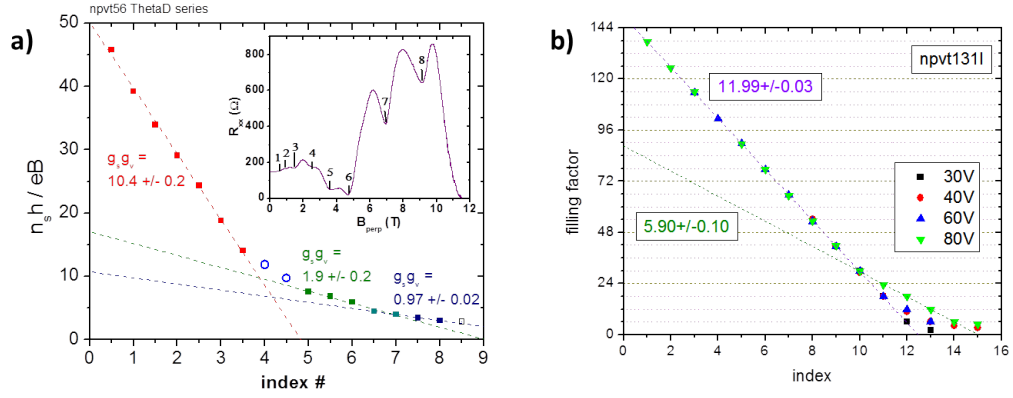 npvt56 ThetaD series
a)
n_s h / eB
50
40
30
20
10
0
0 1 2 3 4 5 6 7 8 9
index #
g_s g_v =
10.4 +/- 0.2
g_s g_v =
1.9 +/- 0.2
g_s g_v =
0.97 +/- 0.02
R_xx (Ω)
800
600
400
200
0
0 2 4 6 8 10 12
B_perp (T)
1 2 3 4 5 6 7 8
b)
filling factor
144
120
96
72
48
24
0
0 2 4 6 8 10 12 14 16
index
npvt131l
11.99+/-0.03
5.90+/-0.10
30V
40V
60V
80V